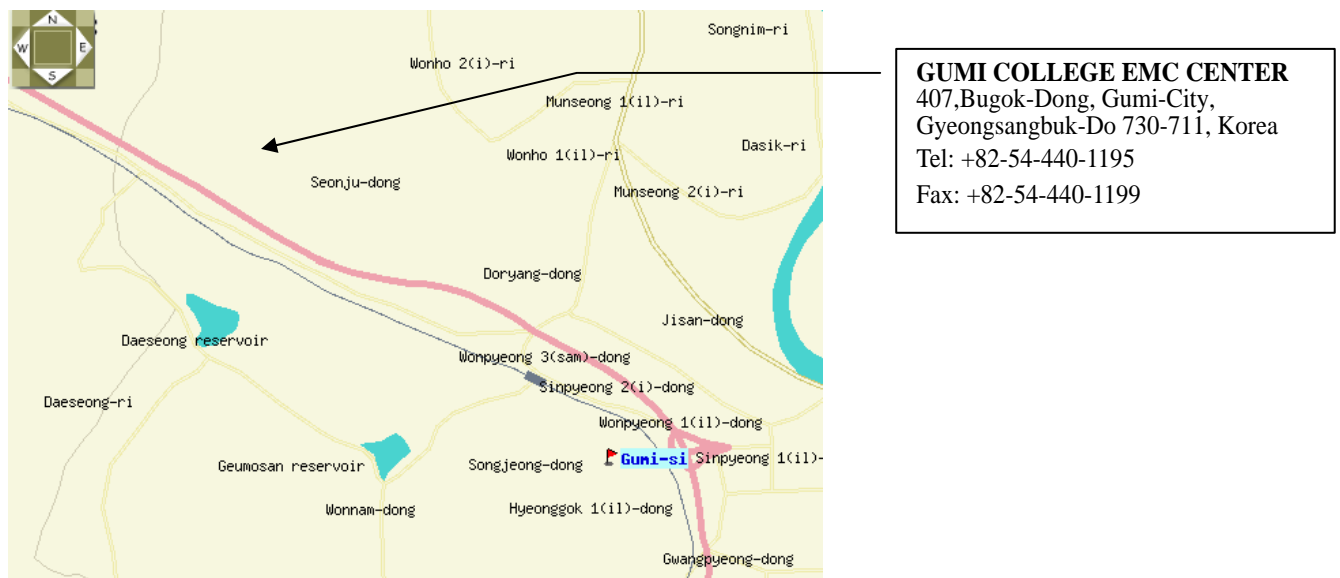 N
W E
S
Songnim-ri
Wonho 2(i)-ri
Munseong 1(il)-ri
Dasik-ri
Wonho 1(il)-ri
Seonju-dong
Munseong 2(i)-ri
Doryang-dong
Jisan-dong
Daeseong reservoir
Wonpyeong 3(sam)-dong
Sinpyeong 2(i)-dong
Daeseong-ri
Wonpyeong 1(il)-dong
Geumosan reservoir
Songjeong-dong
Gumi-si
Sinpyeong 1(il)-
Wonnam-dong
Hyeonggok 1(il)-dong
Gwangpyeong-dong
GUMI COLLEGE EMC CENTER
407,Bugok-Dong, Gumi-City,
Gyeongsangbuk-Do 730-711, Korea
Tel: +82-54-440-1195
Fax: +82-54-440-1199